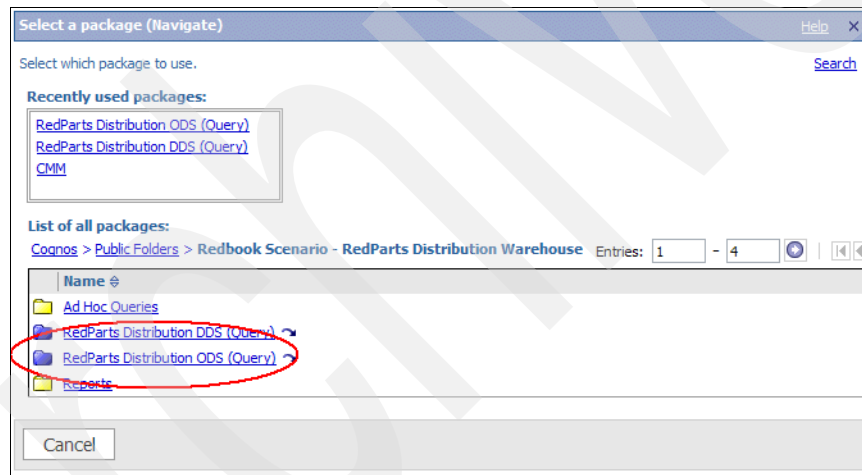 Select a package (Navigate) Help X
Select which package to use. Search
Recently used packages:
RedParts Distribution ODS (Query)
RedParts Distribution DDS (Query)
CMM
List of all packages:
Cognos > Public Folders > Redbook Scenario - RedParts Distribution Warehouse Entries: 1 - 4
Name
Ad Hoc Queries
RedParts Distribution DDS (Query)
RedParts Distribution ODS (Query)
Reports
Cancel